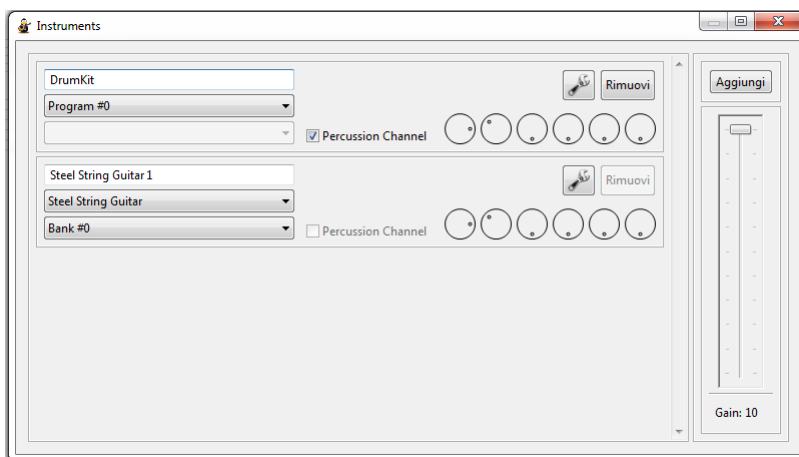 Instruments
DrumKit
Rimuovi
Program #0
Percussion Channel
Steel String Guitar 1
Rimuovi
Steel String Guitar
Bank #0
Percussion Channel
Aggiungi
Gain: 10